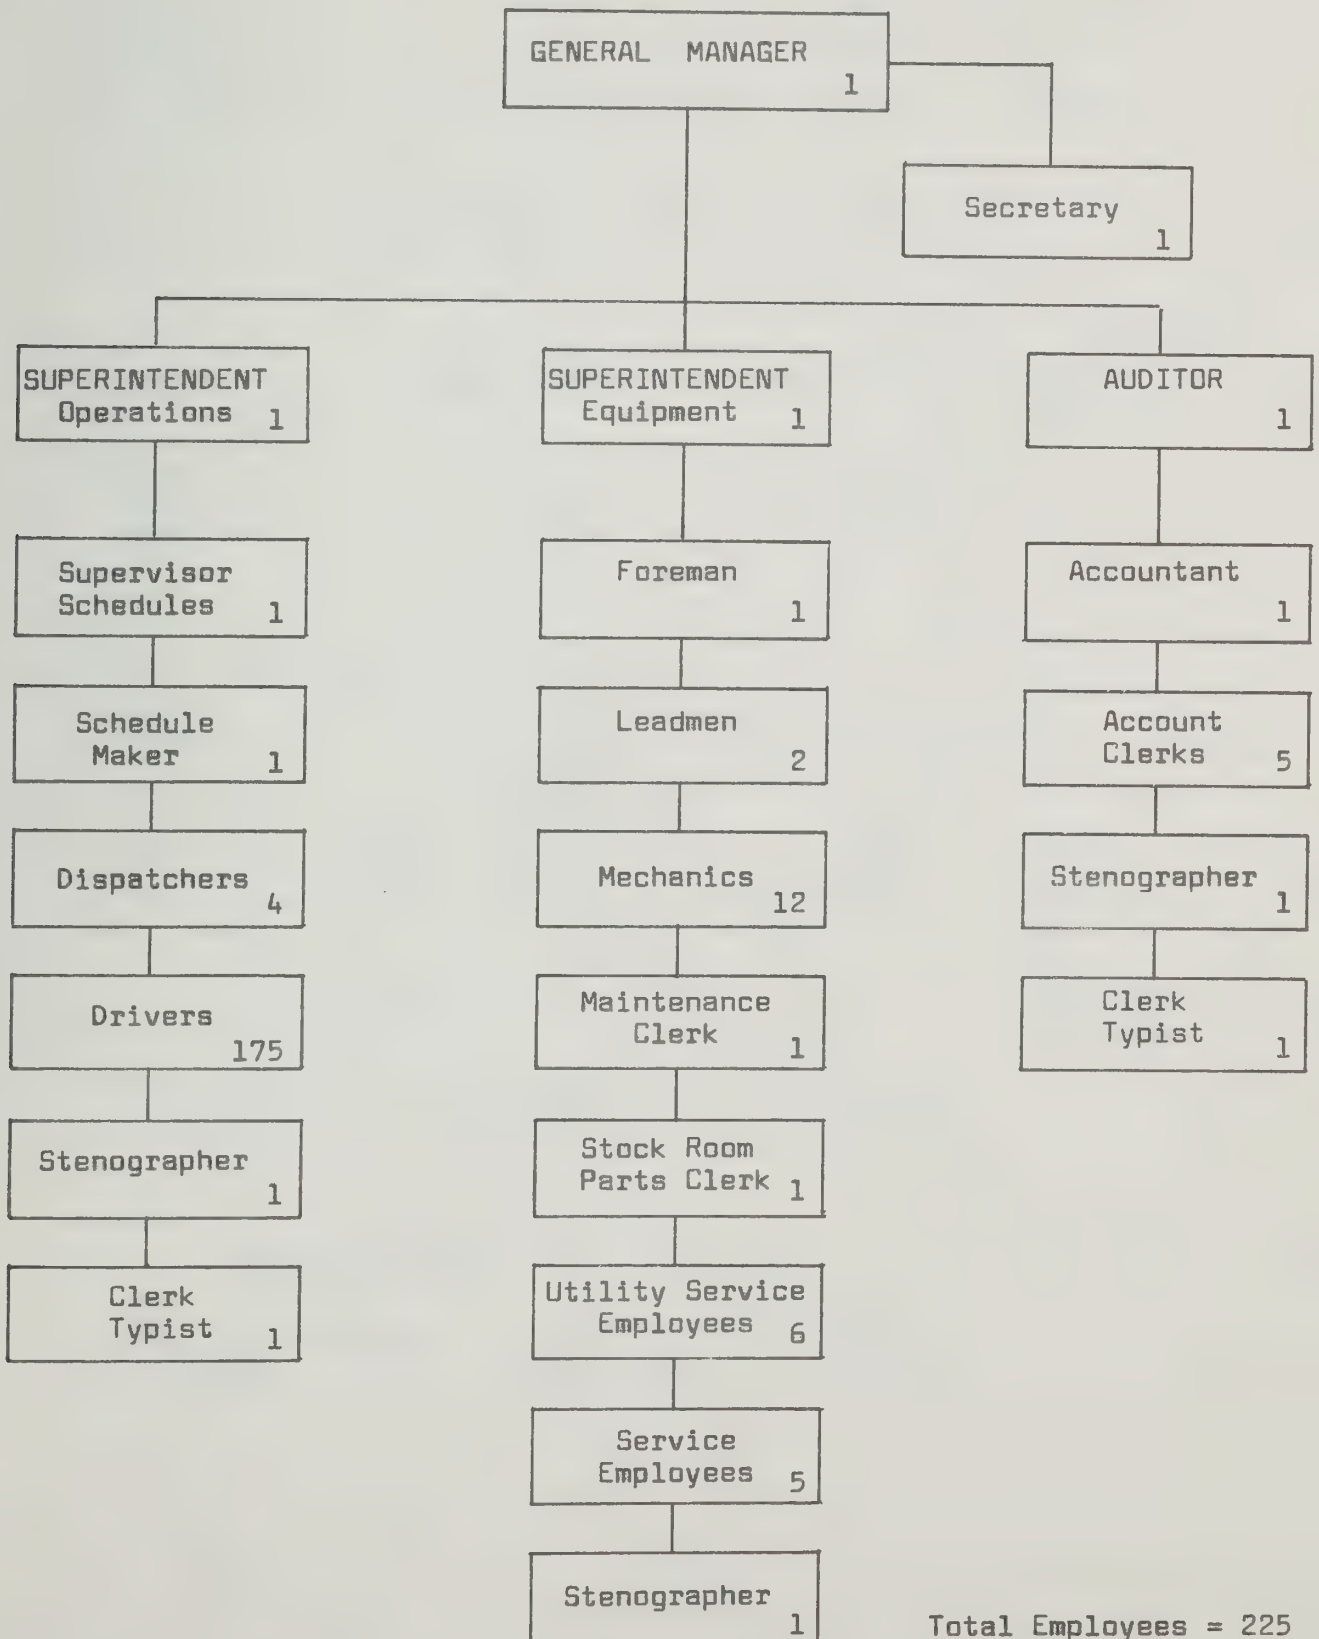 GENERAL MANAGER
1
Secretary
1
SUPERINTENDENT
Operations 1
Supervisor
Schedules 1
Schedule
Maker 1
Dispatchers
4
Drivers
175
Stenographer
1
Clerk
Typist 1
SUPERINTENDENT
Equipment 1
Foreman
1
Leadmen
2
Mechanics
12
Maintenance
Clerk 1
Stock Room
Parts Clerk 1
Utility Service
Employees 6
Service
Employees 5
Stenographer
1
AUDITOR
1
Accountant
1
Account
Clerks 5
Stenographer
1
Clerk
Typist 1
Total Employees = 225